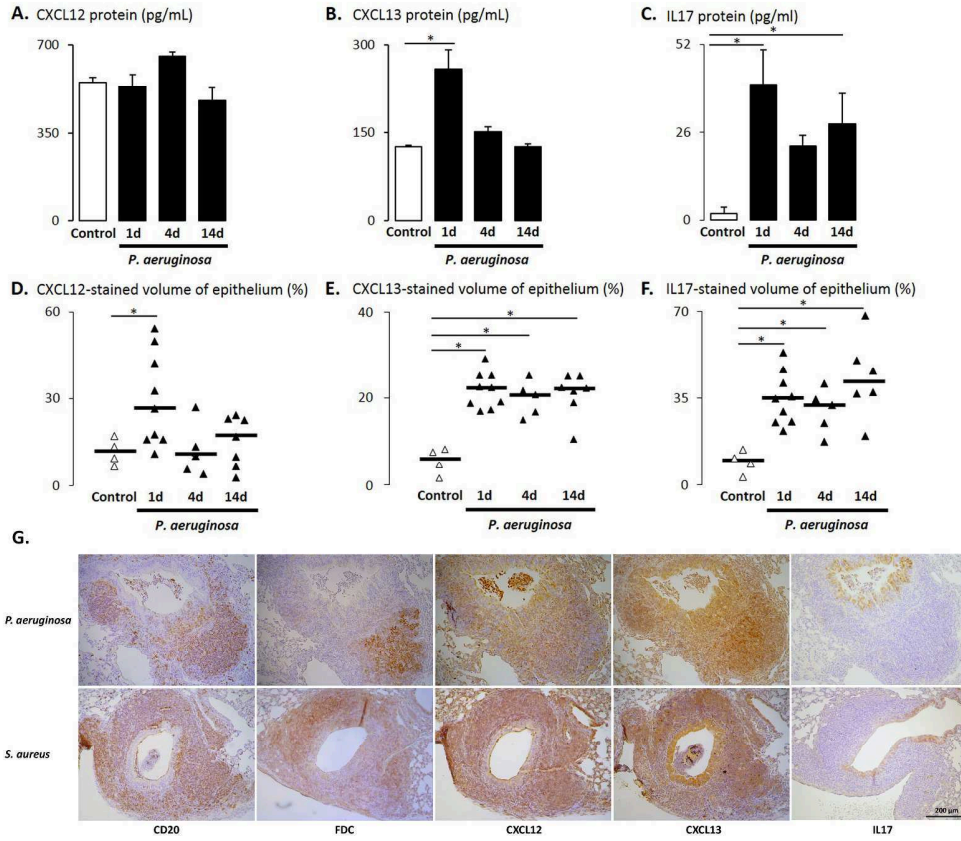 A. CXCL12 protein (pg/mL)
700
350
0
Control 1d 4d 14d
P. aeruginosa
B. CXCL13 protein (pg/mL)
300
150
0
*
Control 1d 4d 14d
P. aeruginosa
C. IL17 protein (pg/ml)
52
26
0
*
*
Control 1d 4d 14d
P. aeruginosa
D. CXCL12-stained volume of epithelium (%)
60
30
0
*
Control 1d 4d 14d
P. aeruginosa
E. CXCL13-stained volume of epithelium (%)
40
20
0
*
*
*
Control 1d 4d 14d
P. aeruginosa
F. IL17-stained volume of epithelium (%)
70
35
0
*
*
*
Control 1d 4d 14d
P. aeruginosa
G.
P. aeruginosa
S. aureus
200 µm
CD20 FDC CXCL12 CXCL13 IL17